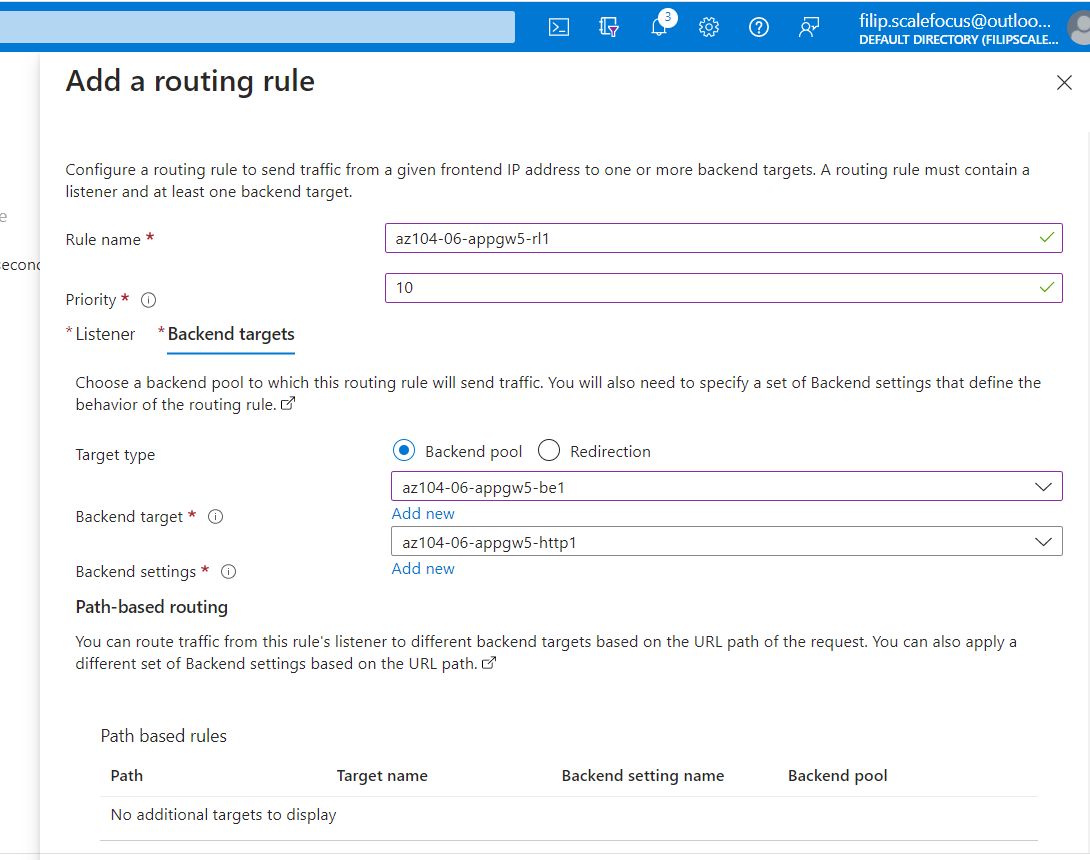 3
filip.scalefocus@outloo...
DEFAULT DIRECTORY (FILIPSCALE...
Add a routing rule
Configure a routing rule to send traffic from a given frontend IP address to one or more backend targets. A routing rule must contain a
listener and at least one backend target.
e
Rule name *
az104-06-appgw5-rl1
second
Priority *
10
* Listener
* Backend targets
Choose a backend pool to which this routing rule will send traffic. You will also need to specify a set of Backend settings that define the
behavior of the routing rule.
Target type
Backend pool
Redirection
az104-06-appgw5-be1
Backend target *
Add new
az104-06-appgw5-http1
Backend settings *
Add new
Path-based routing
You can route traffic from this rule's listener to different backend targets based on the URL path of the request. You can also apply a
different set of Backend settings based on the URL path.
Path based rules
Path Target name Backend setting name Backend pool
No additional targets to display